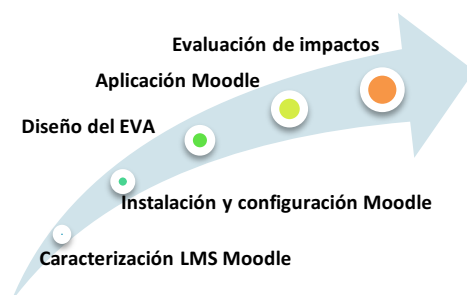 Evaluación de impactos
Aplicación Moodle
Diseño del EVA
Instalación y configuración Moodle
Caracterización LMS Moodle